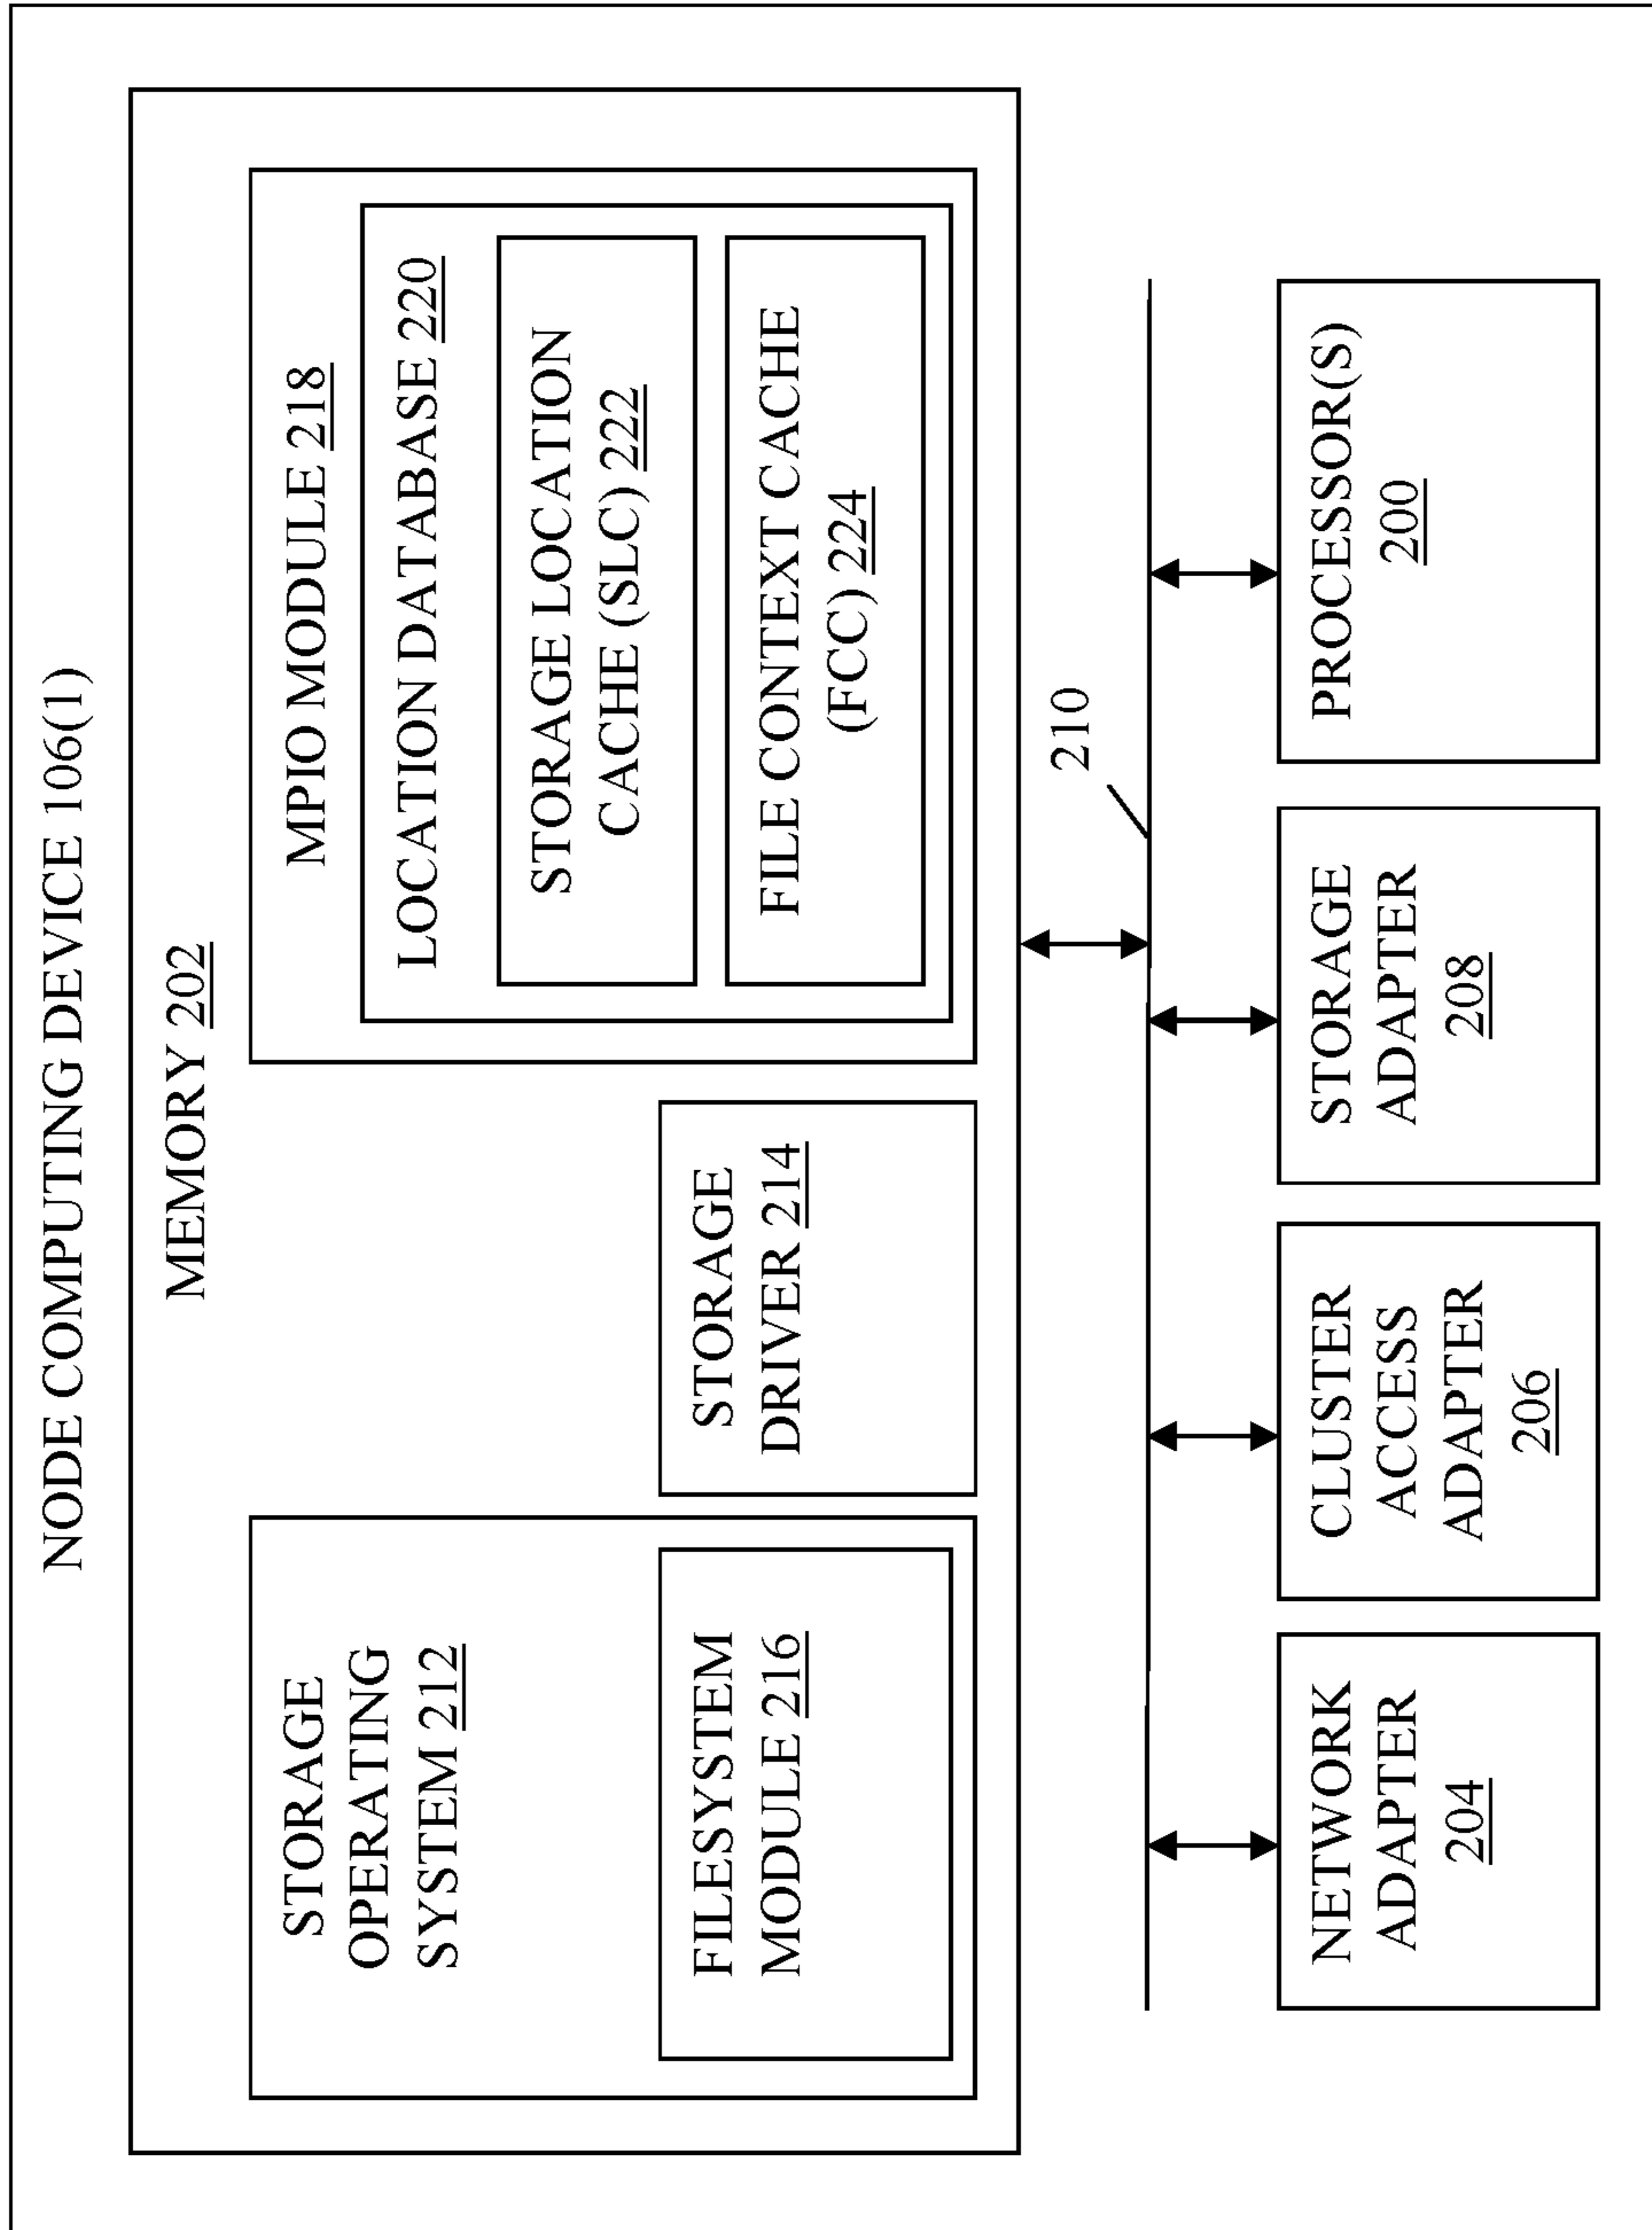 NODE COMPUTING DEVICE 106(1)
MEMORY 202
STORAGE
OPERATING
SYSTEM 212
FILESYSTEM
MODULE 216
STORAGE
DRIVER 214
MPIO MODULE 218
LOCATION DATABASE 220
STORAGE LOCATION
CACHE (SLC) 222
FILE CONTEXT CACHE
(FCC) 224
210
NETWORK
ADAPTER
204
CLUSTER
ACCESS
ADAPTER
206
STORAGE
ADAPTER
208
PROCESSOR(S)
200